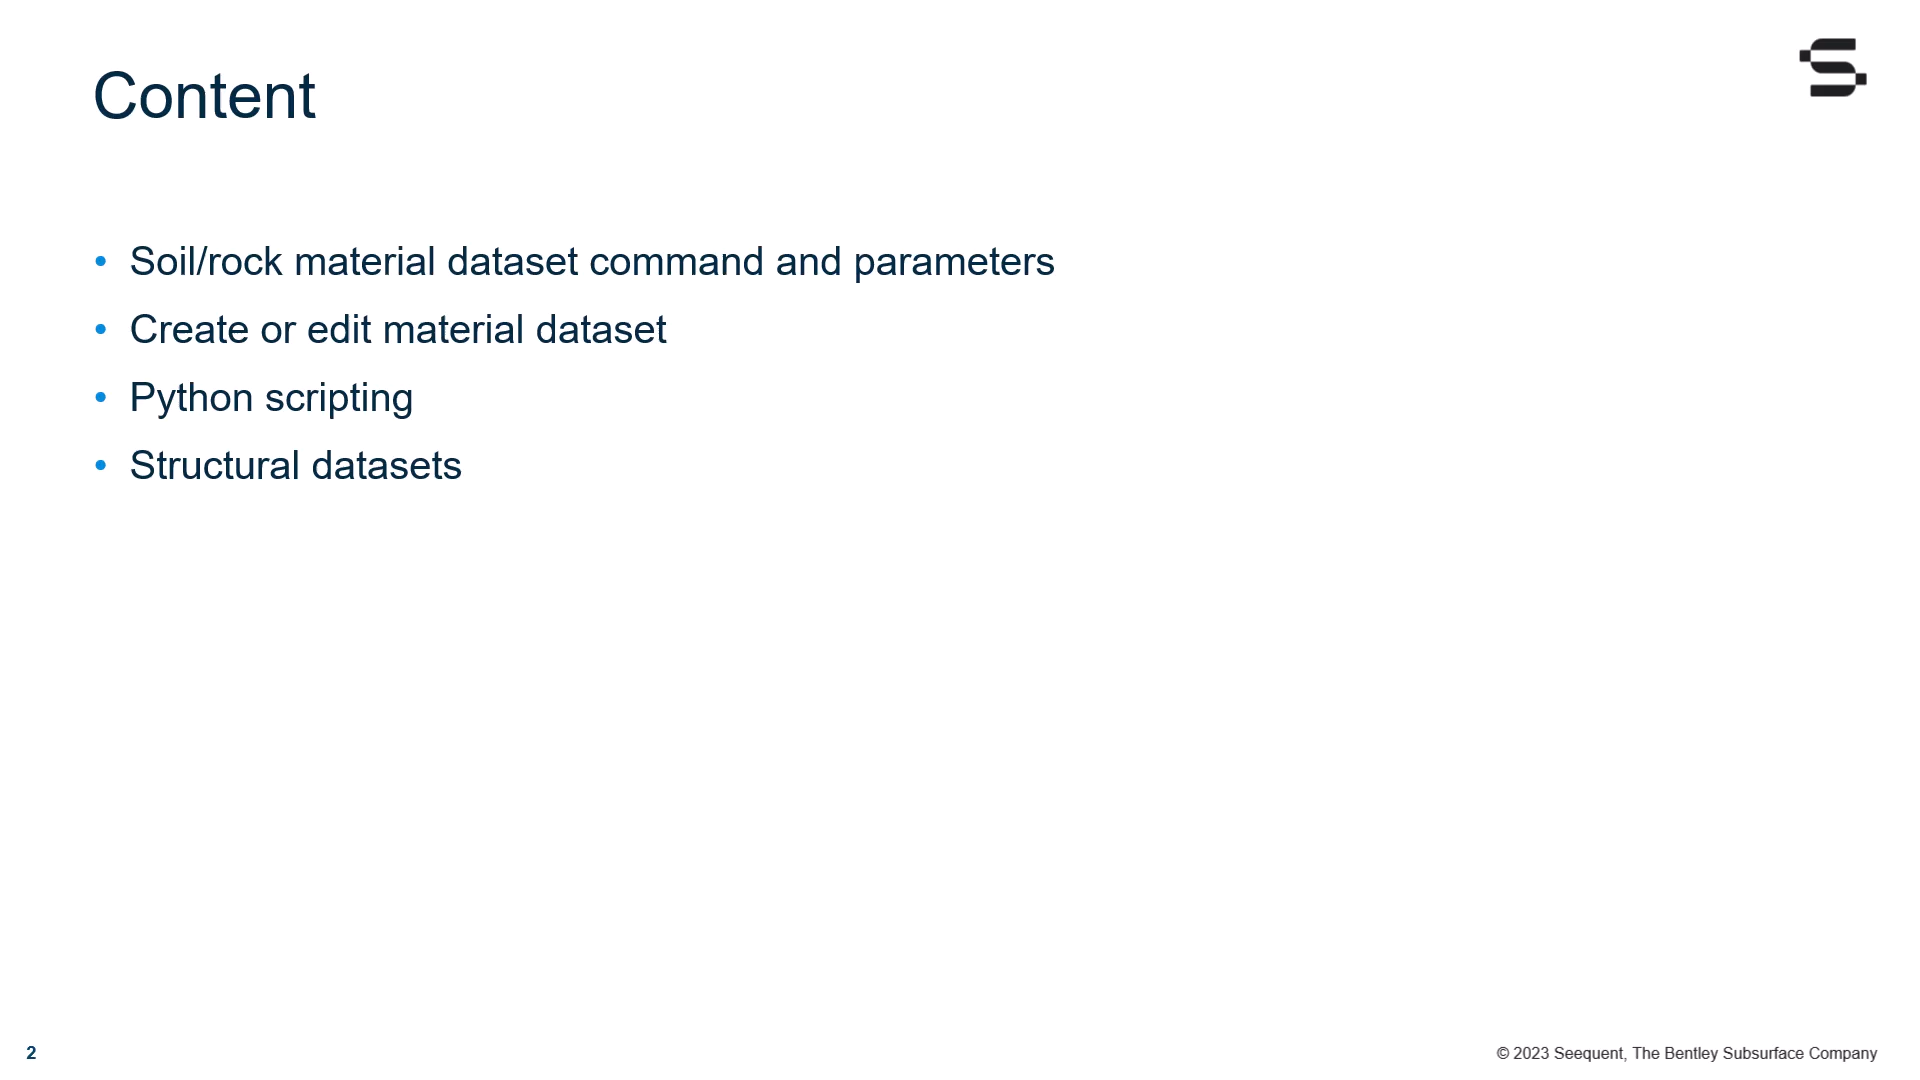 Content
• Soil/rock material dataset command and parameters
• Create or edit material dataset
• Python scripting
• Structural datasets
2
© 2023 Seequent, The Bentley Subsurface Company